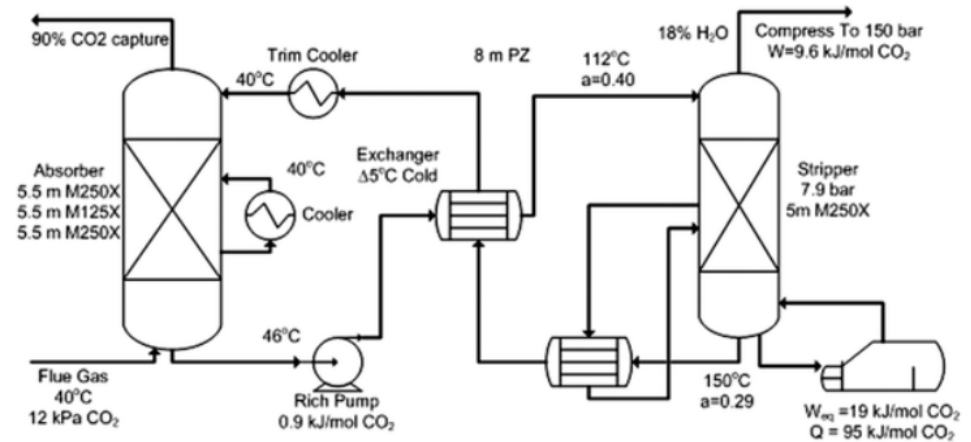 90% CO2 capture
Trim Cooler
40°C
8 m PZ
112°C
a=0.40
18% H₂O
Compress To 150 bar
W=9.6 kJ/mol CO₂
Absorber
5.5 m M250X
5.5 m M125X
5.5 m M250X
40°C
Cooler
Exchanger
Δ5°C Cold
Stripper
7.9 bar
5m M250X
46°C
Flue Gas
40°C
12 kPa CO₂
Rich Pump
0.9 kJ/mol CO₂
150°C
a=0.29
Wₑq =19 kJ/mol CO₂
Q = 95 kJ/mol CO₂